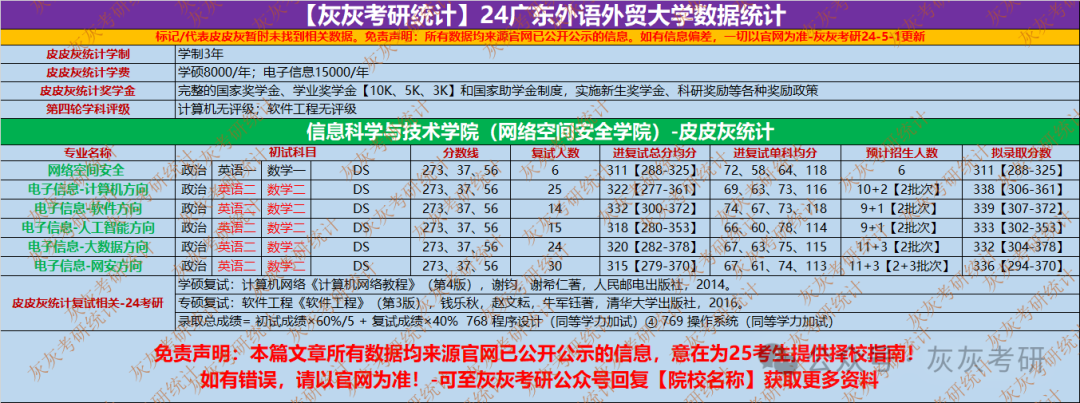 【灰灰考研统计】24广东外语外贸大学数据统计
标记/代表皮皮灰暂时未找到相关数据。免责声明：所有数据均来源官网已公开公示的信息。如有信息偏差，一切以官网为准-灰灰考研24-5-1更新
皮皮灰统计学制 学制3年
皮皮灰统计学费 学硕8000/年；电子信息15000/年
皮皮灰统计奖学金 完整的国家奖学金、学业奖学金【10K、5K、3K】和国家助学金制度，实施新生奖学金、科研奖励等各种奖励政策
第四轮学科评级 计算机无评级；软件工程无评级
信息科学与技术学院（网络空间安全学院）-皮皮灰统计
专业名称 初试科目 分数线 复试人数 进复试总分均分 进复试单科均分 预计招生人数 拟录取分数
网络空间安全 政治 英语一 数学一 DS 273、37、56 6 311【288-325】 72、58、64、118 6 311【288-325】
电子信息-计算机方向 政治 英语二 数学二 DS 273、37、56 25 322【277-361】 69、63、73、116 10+2【2批次】 338【306-361】
电子信息-软件方向 政治 英语二 数学二 DS 273、37、56 14 332【300-372】 74、67、73、118 9+1【2批次】 339【307-372】
电子信息-人工智能方向 政治 英语二 数学二 DS 273、37、56 15 318【280-353】 66、60、78、114 9+1【2批次】 333【302-353】
电子信息-大数据方向 政治 英语二 数学二 DS 273、37、56 24 320【282-378】 67、63、75、115 11+3【2批次】 332【304-378】
电子信息-网安方向 政治 英语二 数学二 DS 273、37、56 30 315【279-370】 67、61、74、113 11+3【2+3批次】 336【294-370】
皮皮灰统计复试相关-24考研
学硕复试：计算机网络《计算机网络教程》（第4版），谢钧，谢希仁著，人民邮电出版社，2014。
专硕复试：软件工程《软件工程》（第3版），钱乐秋，赵文耘，牛军钰著，清华大学出版社，2016。
录取总成绩= 初试成绩×60%/5 + 复试成绩×40% 768 程序设计（同等学力加试）④ 769 操作系统（同等学力加试）
免责声明：本篇文章所有数据均来源官网已公开公示的信息，意在为25考生提供择校指南！
如有错误，请以官网为准！-可至灰灰考研公众号回复【院校名称】获取更多资料
公众号 灰灰考研
灰灰考研统计